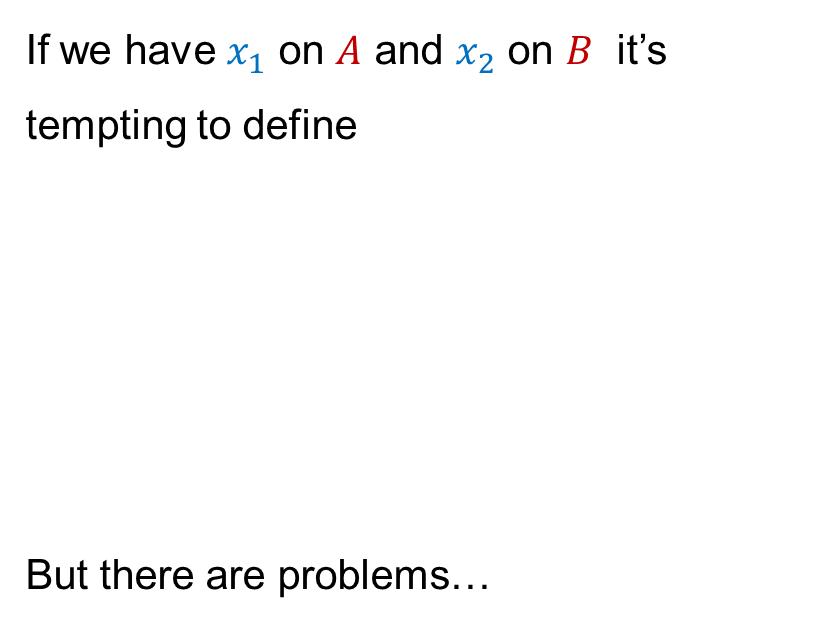 If we have x₁ on A and x₂ on B it’s
tempting to define
But there are problems…